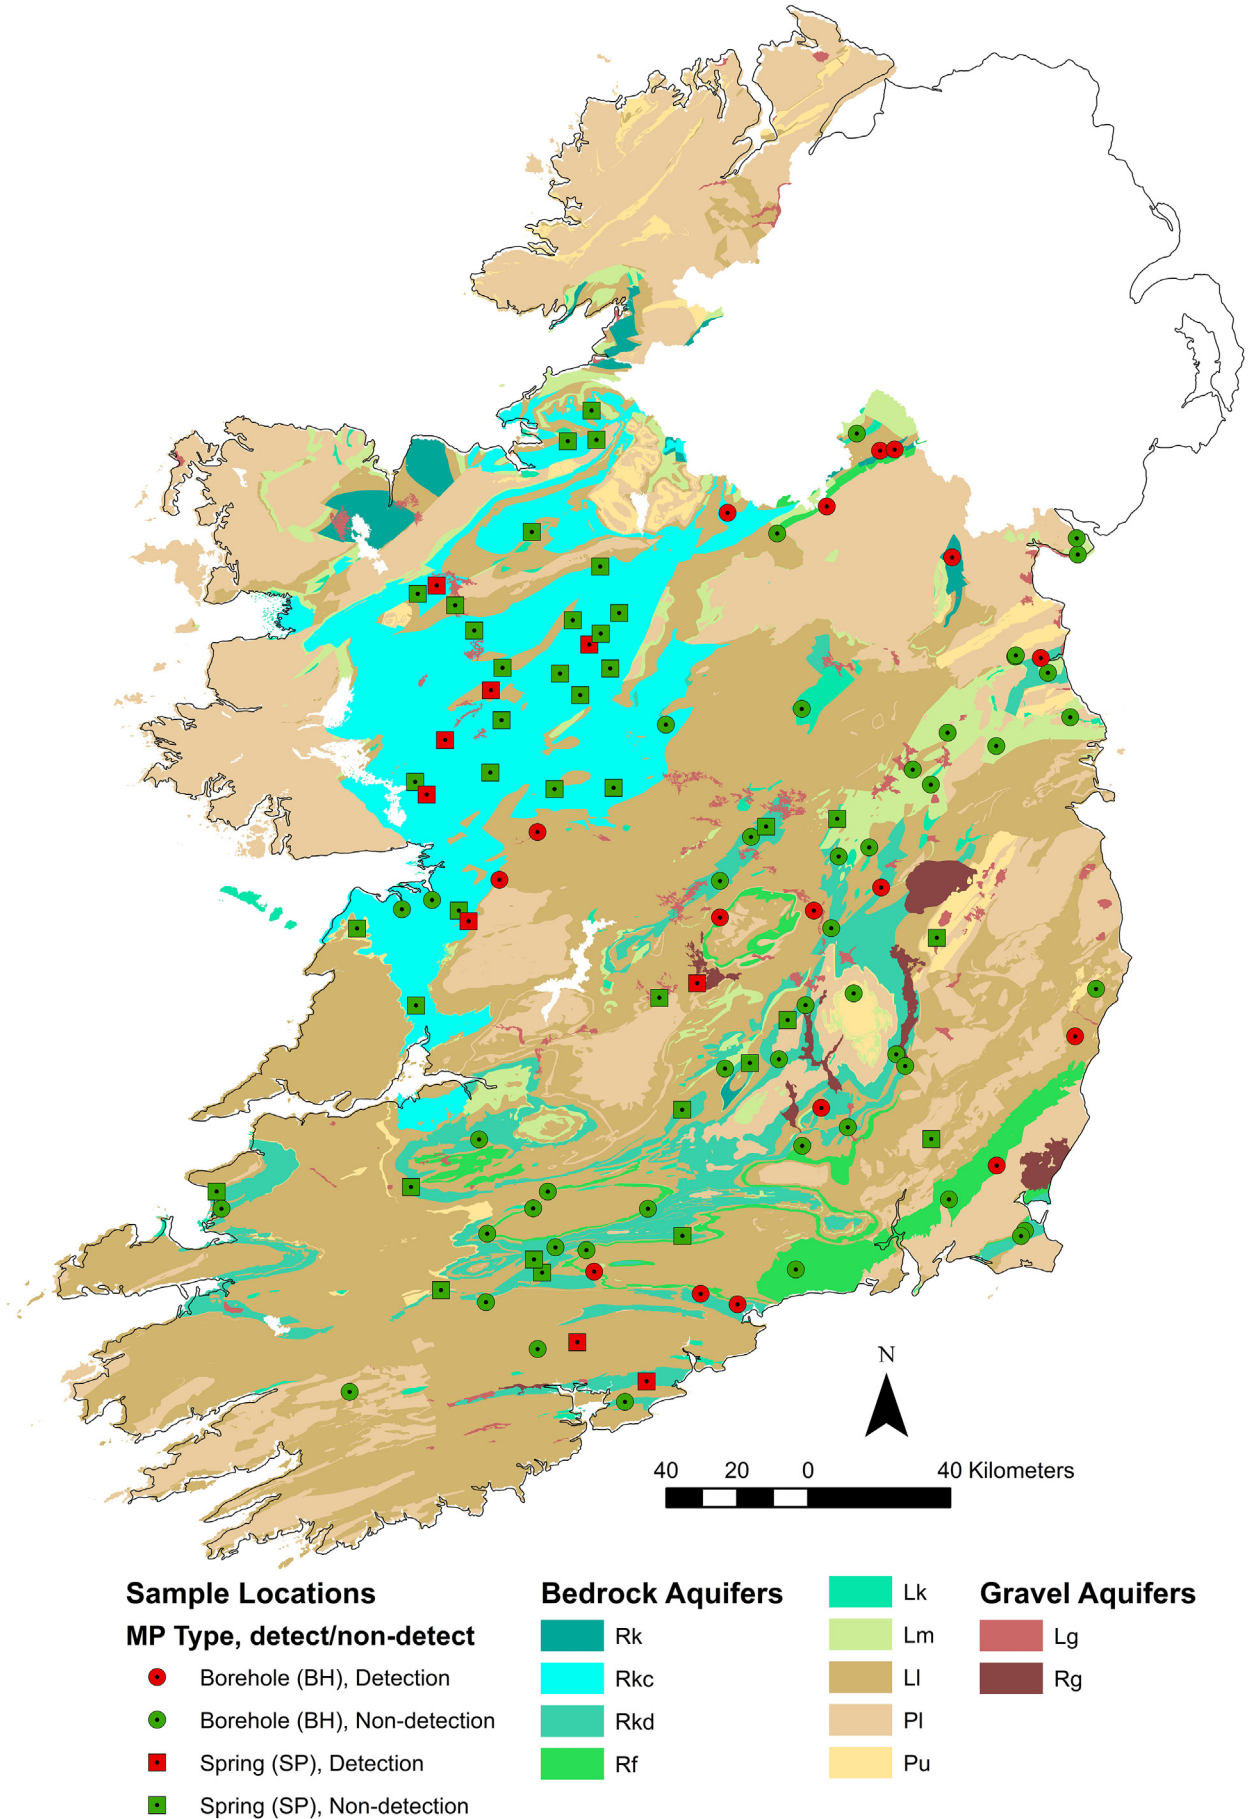 N
40 20 0 40 Kilometers
Sample Locations
MP Type, detect/non-detect
Borehole (BH), Detection
Borehole (BH), Non-detection
Spring (SP), Detection
Spring (SP), Non-detection
Bedrock Aquifers
Rk
Rkc
Rkd
Rf
Lk
Lm
Ll
Pl
Pu
Gravel Aquifers
Lg
Rg